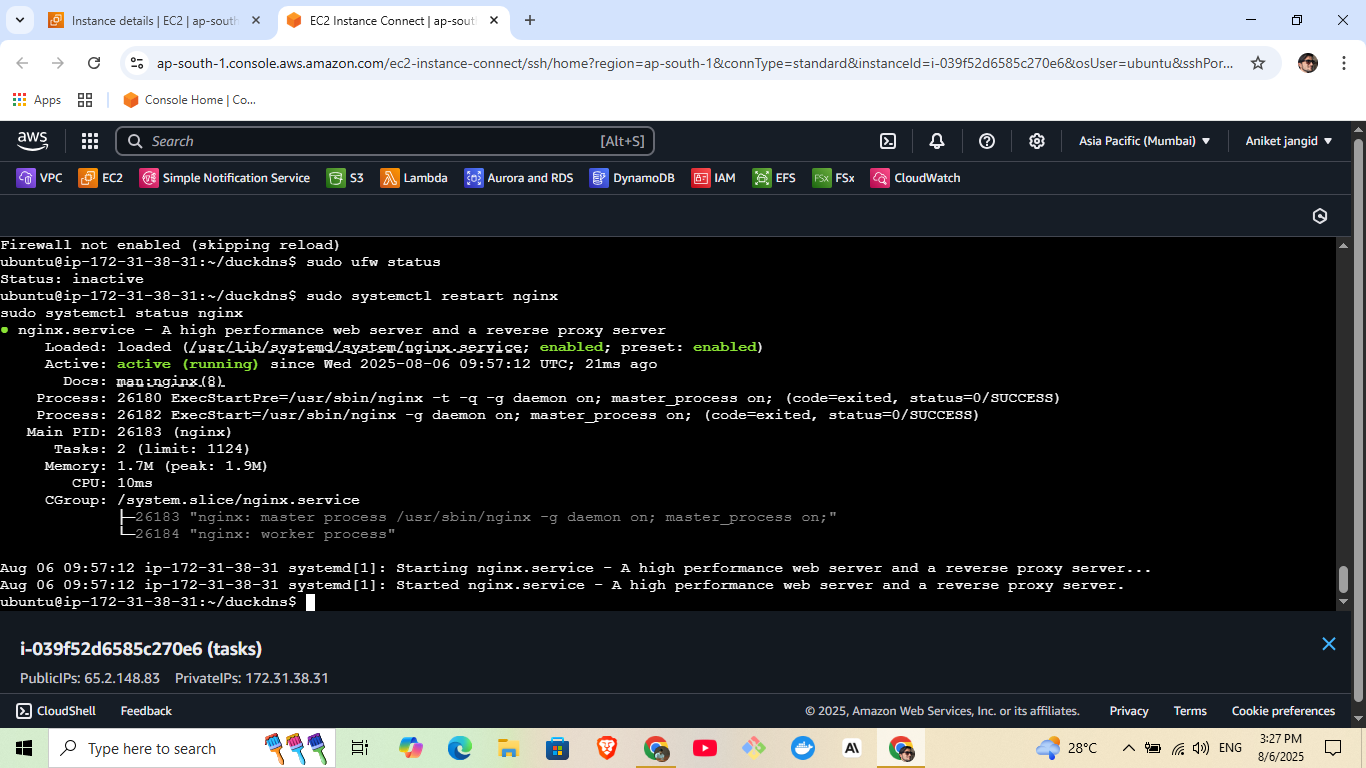 Instance details | EC2 | ap-south
EC2 Instance Connect | ap-sout
ap-south-1.console.aws.amazon.com/ec2-instance-connect/ssh/home?region=ap-south-1&connType=standard&instanceId=i-039f52d6585c270e6&osUser=ubuntu&sshPor...
Apps
Console Home | Co...
aws
Search
[Alt+S]
Asia Pacific (Mumbai)
Aniket jangid
VPC
EC2
Simple Notification Service
S3
Lambda
Aurora and RDS
DynamoDB
IAM
EFS
FSx
CloudWatch
Firewall not enabled (skipping reload)
ubuntu@ip-172-31-38-31:~/duckdns$ sudo ufw status
Status: inactive
ubuntu@ip-172-31-38-31:~/duckdns$ sudo systemctl restart nginx
sudo systemctl status nginx
● nginx.service - A high performance web server and a reverse proxy server
Loaded: loaded (/usr/lib/systemd/system/nginx.service; enabled; preset: enabled)
Active: active (running) since Wed 2025-08-06 09:57:12 UTC; 21ms ago
Docs: man:nginx(8)
Process: 26180 ExecStartPre=/usr/sbin/nginx -t -q -g daemon on; master_process on; (code=exited, status=0/SUCCESS)
Process: 26182 ExecStart=/usr/sbin/nginx -g daemon on; master_process on; (code=exited, status=0/SUCCESS)
Main PID: 26183 (nginx)
Tasks: 2 (limit: 1124)
Memory: 1.7M (peak: 1.9M)
CPU: 10ms
CGroup: /system.slice/nginx.service
├─26183 "nginx: master process /usr/sbin/nginx -g daemon on; master_process on;"
└─26184 "nginx: worker process"
Aug 06 09:57:12 ip-172-31-38-31 systemd[1]: Starting nginx.service - A high performance web server and a reverse proxy server...
Aug 06 09:57:12 ip-172-31-38-31 systemd[1]: Started nginx.service - A high performance web server and a reverse proxy server.
ubuntu@ip-172-31-38-31:~/duckdns$
i-039f52d6585c270e6 (tasks)
PublicIPs: 65.2.148.83 PrivateIPs: 172.31.38.31
CloudShell
Feedback
© 2025, Amazon Web Services, Inc. or its affiliates.
Privacy
Terms
Cookie preferences
Type here to search
28°C
ENG
3:27 PM
8/6/2025